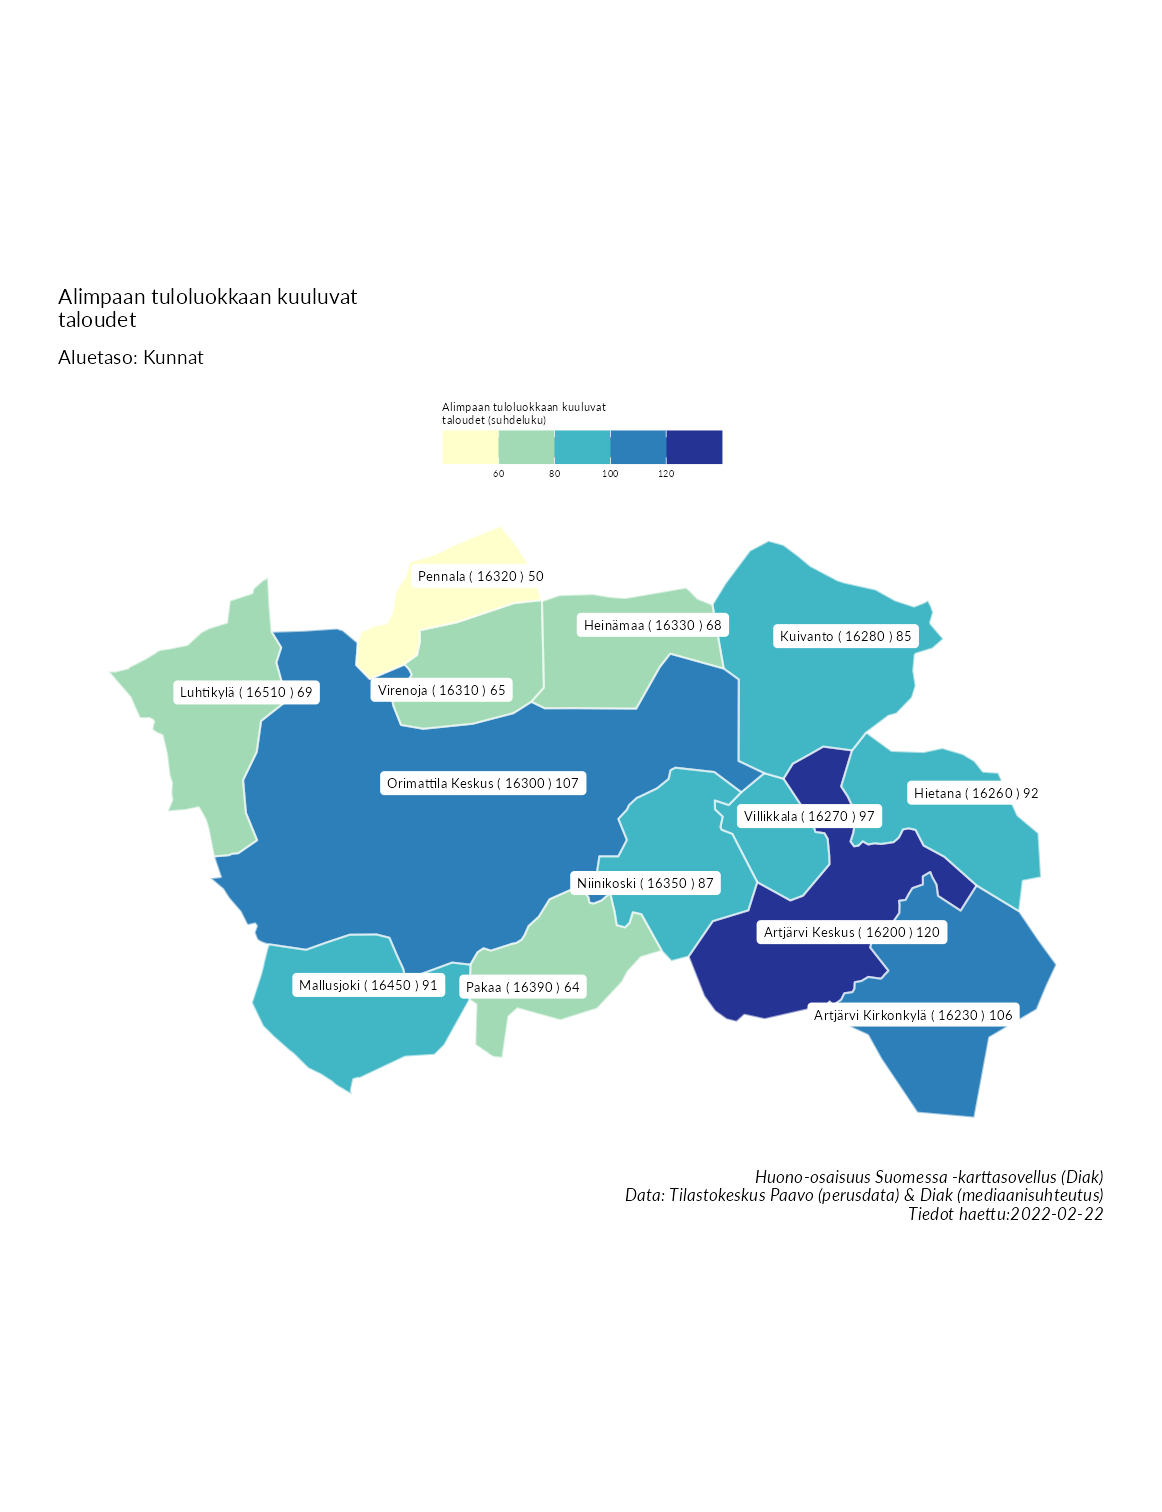 Alimpaan tuloluokkaan kuuluvat
taloudet
Aluetaso: Kunnat
Alimpaan tuloluokkaan kuuluvat
taloudet (suhdeluku)
60 80 100 120
Pennala ( 16320 ) 50
Heinämaa ( 16330 ) 68
Kuivanto ( 16280 ) 85
Luhtikylä ( 16510 ) 69
Virenoja ( 16310 ) 65
Orimattila Keskus ( 16300 ) 107
Hietana ( 16260 ) 92
Villikkala ( 16270 ) 97
Niinikoski ( 16350 ) 87
Artjärvi Keskus ( 16200 ) 120
Mallusjoki ( 16450 ) 91
Pakaa ( 16390 ) 64
Artjärvi Kirkonkylä ( 16230 ) 106
Huono-osaisuus Suomessa -karttasovellus (Diak)
Data: Tilastokeskus Paavo (perusdata) & Diak (mediaanisuhteutus)
Tiedot haettu:2022-02-22